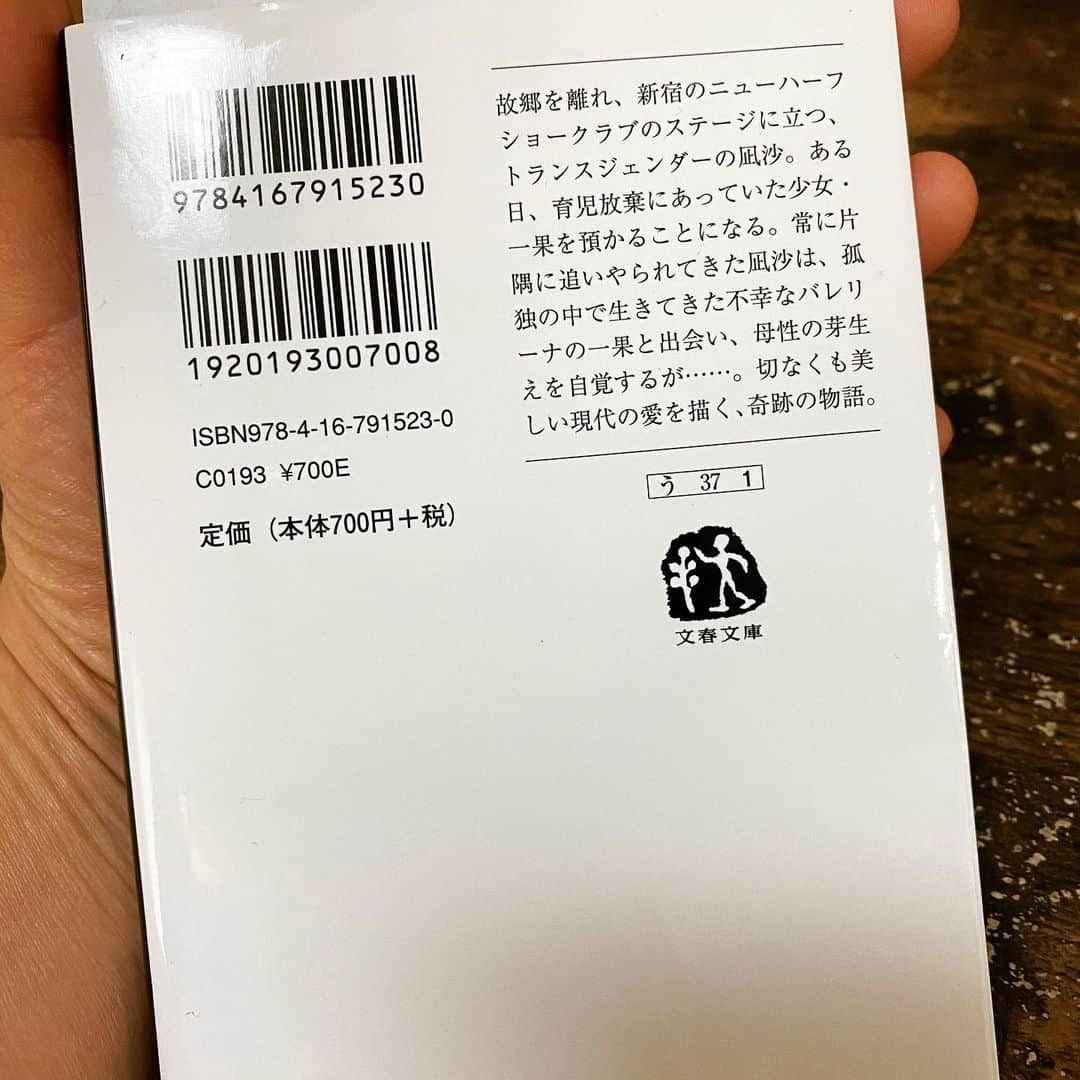 9784167915230
1920193007008
ISBN978-4-16-791523-0
C0193 ¥700E
定価（本体700円＋税）
故郷を離れ、新宿のニューハーフ
ショークラブのステージに立つ、
トランスジェンダーの凪沙。ある
日、育児放棄にあっていた少女・
一果を預かることになる。常に片
隅に追いやられてきた凪沙は、孤
独の中で生きてきた不幸なバレリ
ーナの一果と出会い、母性の芽生
えを自覚するが……。切なくも美
しい現代の愛を描く、奇跡の物語。
う 37 1
文春文庫